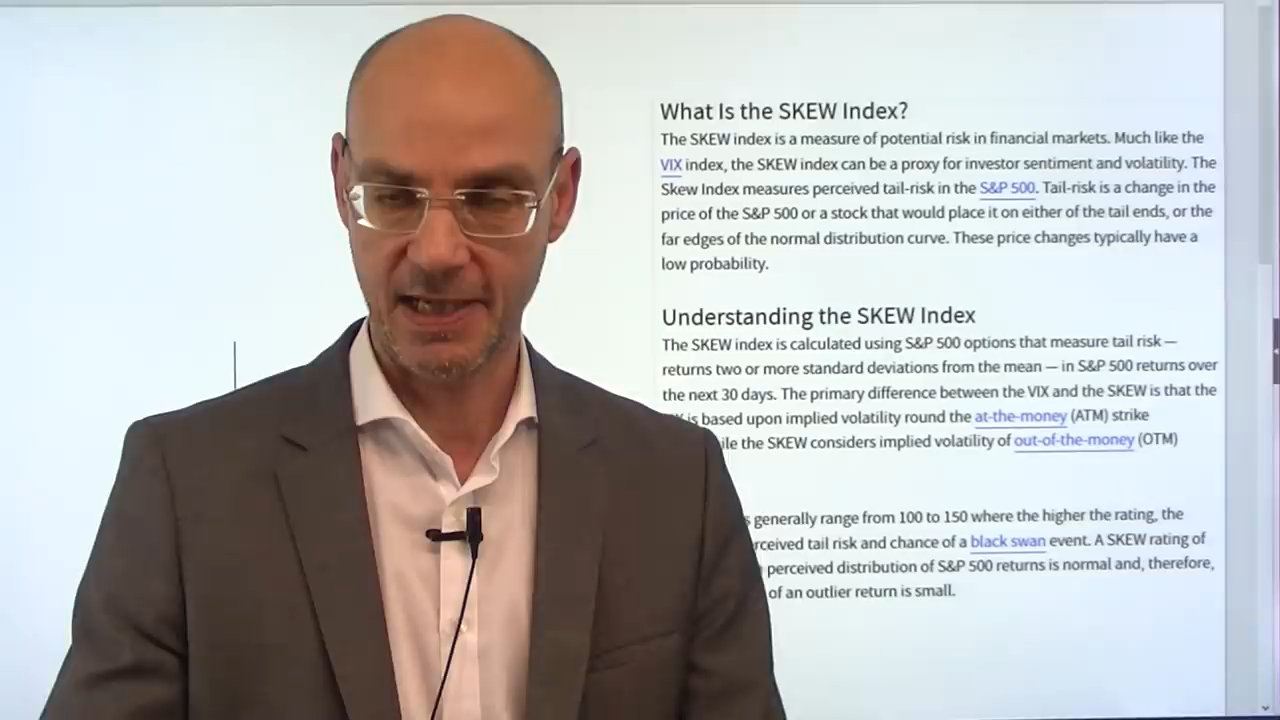 What Is the SKEW Index?
The SKEW index is a measure of potential risk in financial markets. Much like the
VIX index, the SKEW index can be a proxy for investor sentiment and volatility. The
Skew Index measures perceived tail-risk in the S&P 500. Tail-risk is a change in the
price of the S&P 500 or a stock that would place it on either of the tail ends, or the
far edges of the normal distribution curve. These price changes typically have a
low probability.
Understanding the SKEW Index
The SKEW index is calculated using S&P 500 options that measure tail risk —
returns two or more standard deviations from the mean — in S&P 500 returns over
the next 30 days. The primary difference between the VIX and the SKEW is that the
is based upon implied volatility round the at-the-money (ATM) strike
the SKEW considers implied volatility of out-of-the-money (OTM)
generally range from 100 to 150 where the higher the rating, the
tail risk and chance of a black swan event. A SKEW rating of
perceived distribution of S&P 500 returns is normal and, therefore,
of an outlier return is small.